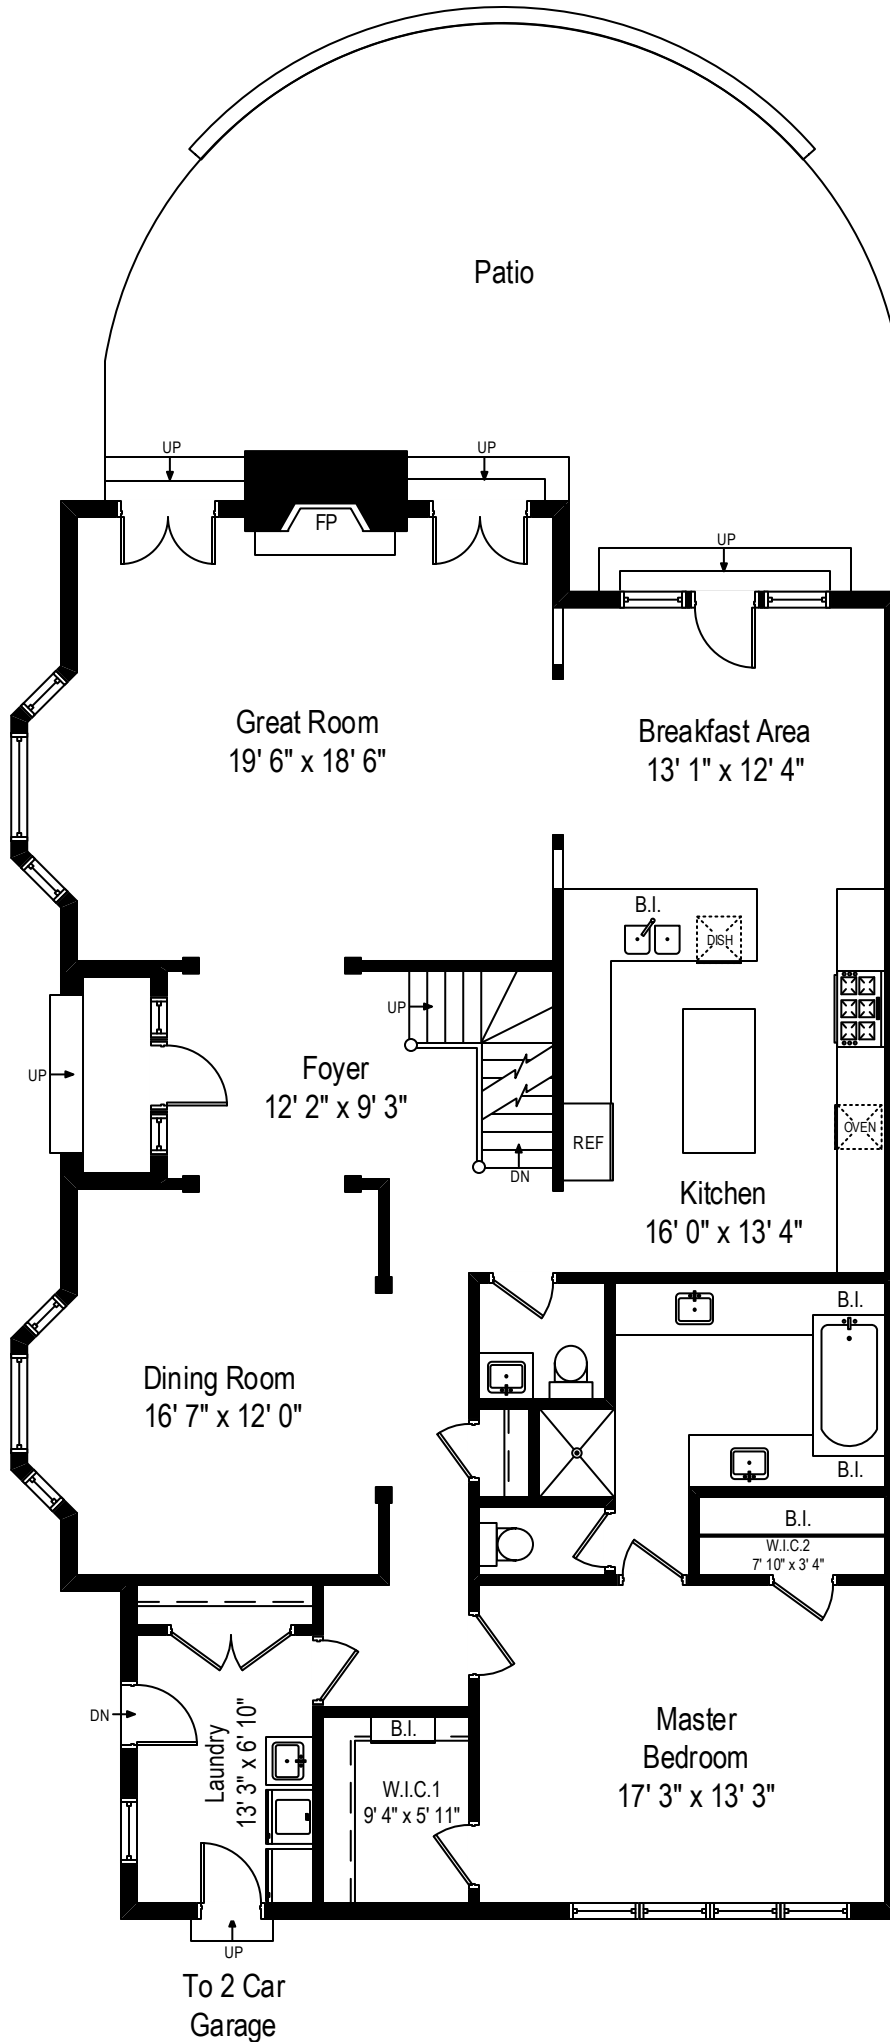 Patio
UP
UP
FP
UP
Great Room
19' 6" x 18' 6"
Breakfast Area
13' 1" x 12' 4"
B.I.
DISH
UP
UP
Foyer
12' 2" x 9' 3"
OVEN
REF
DN
Kitchen
16' 0" x 13' 4"
B.I.
Dining Room
16' 7" x 12' 0"
B.I.
B.I.
W.I.C.2
7' 10" x 3' 4"
DN
Laundry
13' 3" x 6' 10"
B.I.
W.I.C.1
9' 4" x 5' 11"
Master
Bedroom
17' 3" x 13' 3"
UP
To 2 Car
Garage